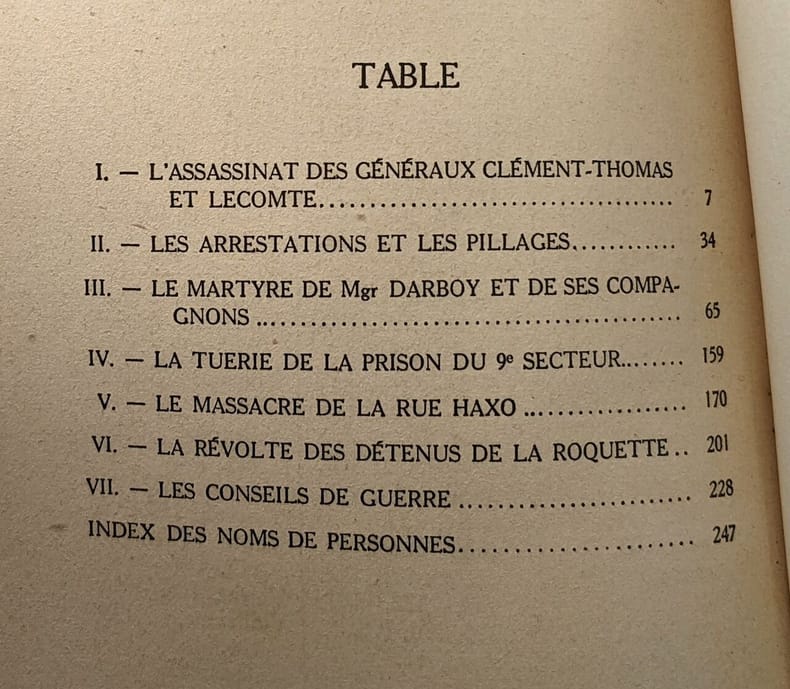 TABLE
I. — L'ASSASSINAT DES GÉNÉRAUX CLÉMENT-THOMAS
ET LECOMTE.................................... 7
II. — LES ARRESTATIONS ET LES PILLAGES............ 34
III. — LE MARTYRE DE Mgr DARBOY ET DE SES COMPA-
GNONS .......................................... 65
IV. — LA TUERIE DE LA PRISON DU 9e SECTEUR........ 159
V. — LE MASSACRE DE LA RUE HAXO .................. 170
VI. — LA RÉVOLTE DES DÉTENUS DE LA ROQUETTE .. 201
VII. — LES CONSEILS DE GUERRE ........................ 228
INDEX DES NOMS DE PERSONNES........................ 247